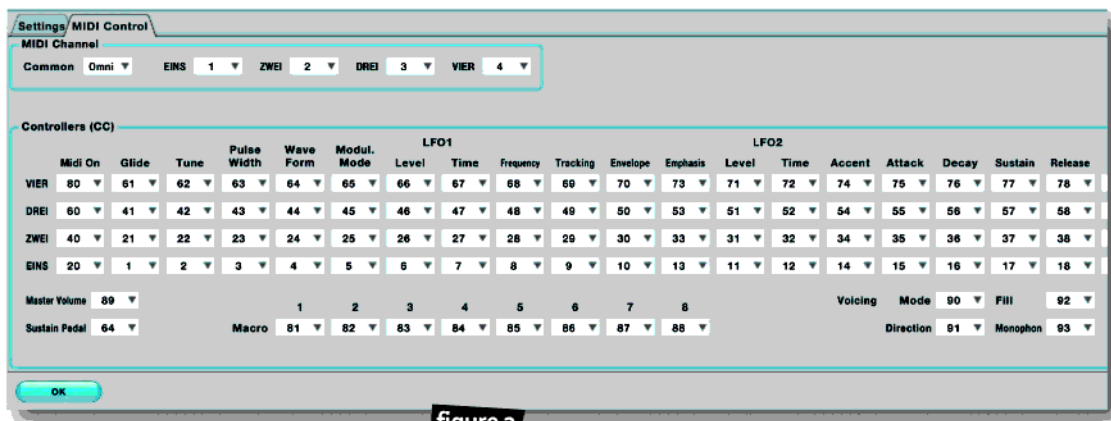 Settings MIDI Control
MIDI Channel
Common Omni EINS 1 ZWEI 2 DREI 3 VIER 4
Controllers (CC)
LFO1 LFO2
Midi On Glide Tune Pulse Width Wave Form Modul. Mode Level Time Frequency Tracking Envelope Emphasis Level Time Accent Attack Decay Sustain Release
VIER 80 61 62 63 64 65 66 67 68 69 70 73 71 72 74 75 76 77 78
DREI 60 41 42 43 44 45 46 47 48 49 50 53 51 52 54 55 56 57 58
ZWEI 40 21 22 23 24 25 26 27 28 29 30 33 31 32 34 35 36 37 38
EINS 20 1 2 3 4 5 6 7 8 9 10 13 11 12 14 15 16 17 18
Master Volume 89 1 2 3 4 5 6 7 8 Voicing Mode 90 Fill 92
Sustain Pedal 64 Macro 81 82 83 84 85 86 87 88 Direction 91 Monophon 93
OK